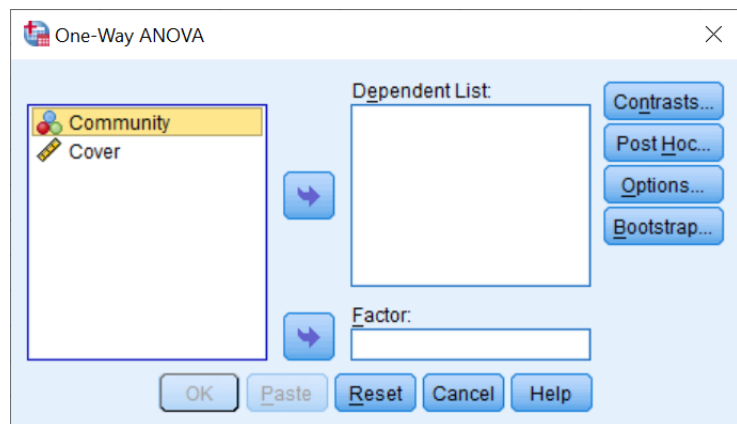 One-Way ANOVA
Community
Cover
Dependent List:
Contrasts...
Post Hoc...
Options...
Bootstrap...
Factor:
OK
Paste
Reset
Cancel
Help